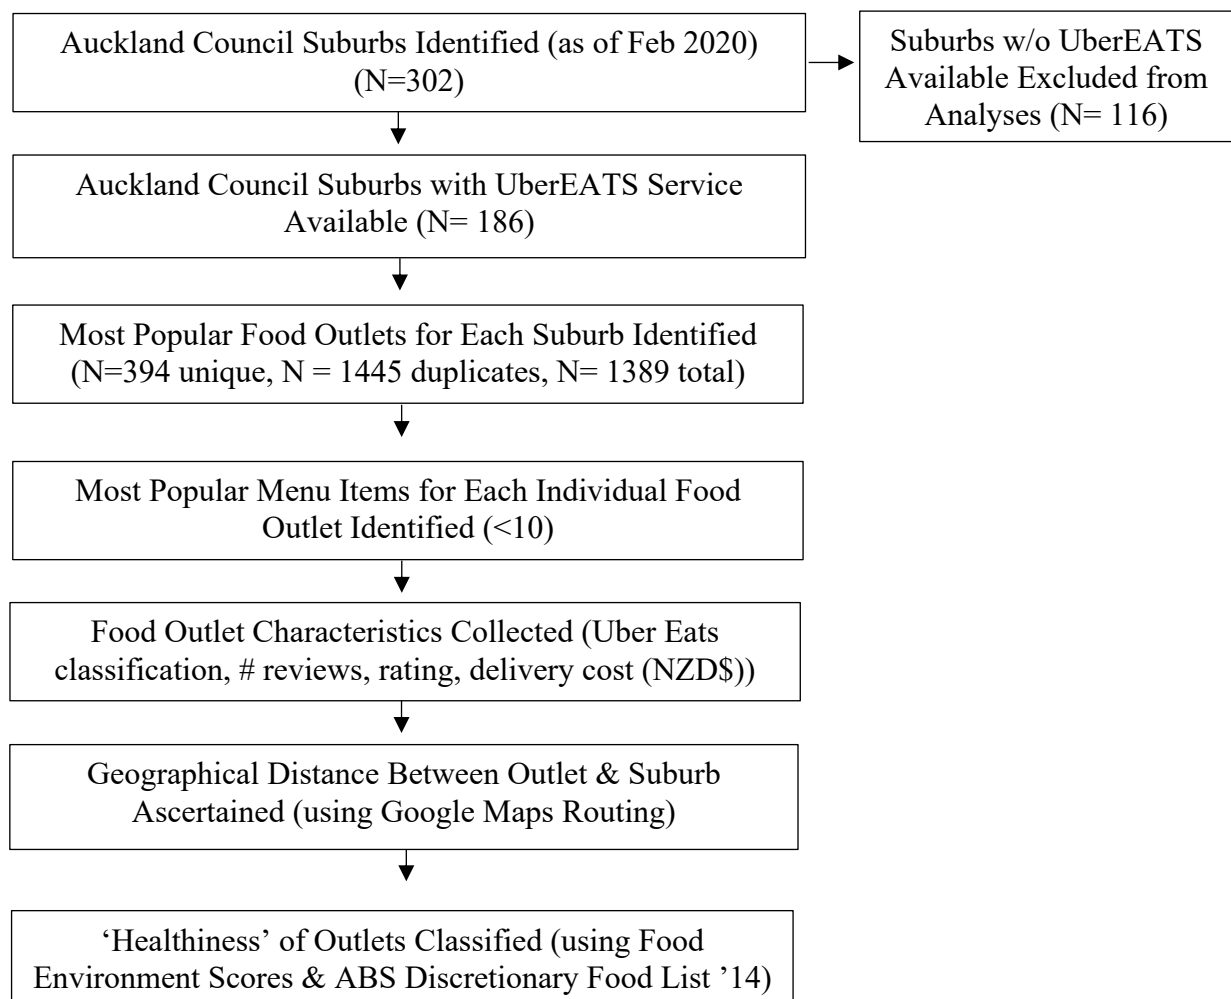 Auckland Council Suburbs Identified (as of Feb 2020)
(N=302)
Suburbs w/o UberEATS
Available Excluded from
Analyses (N= 116)
Auckland Council Suburbs with UberEATS Service
Available (N= 186)
Most Popular Food Outlets for Each Suburb Identified
(N=394 unique, N = 1445 duplicates, N= 1389 total)
Most Popular Menu Items for Each Individual Food
Outlet Identified (<10)
Food Outlet Characteristics Collected (Uber Eats
classification, # reviews, rating, delivery cost (NZD$))
Geographical Distance Between Outlet & Suburb
Ascertained (using Google Maps Routing)
‘Healthiness’ of Outlets Classified (using Food
Environment Scores & ABS Discretionary Food List ’14)